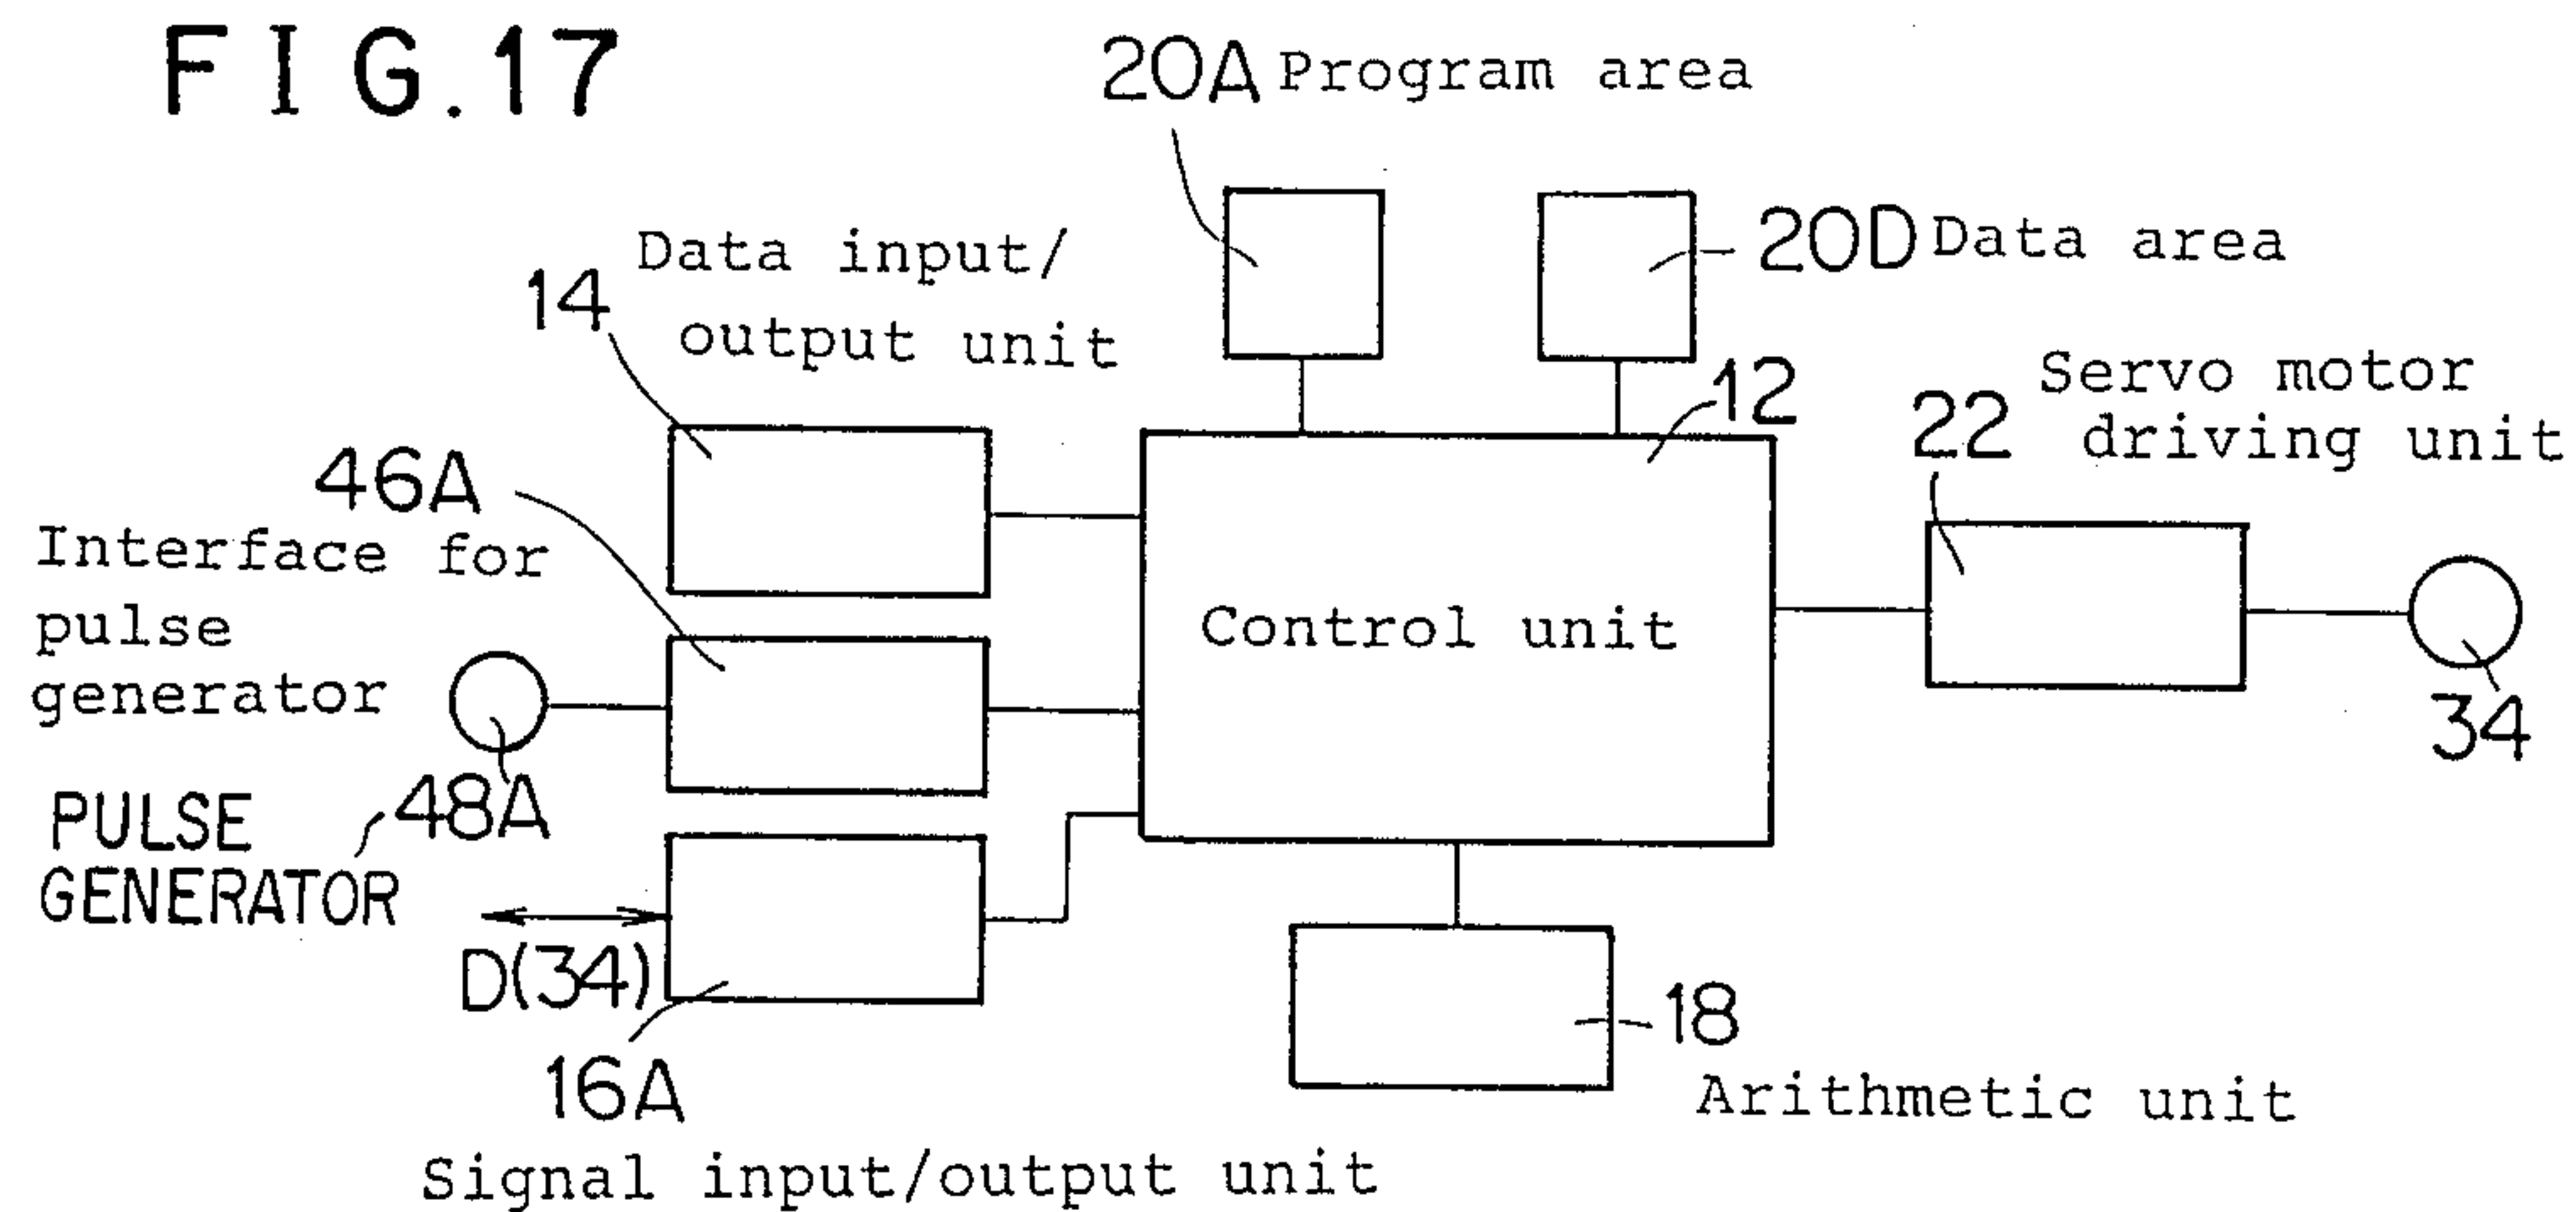 FIG.17
20A Program area
20D Data area
14 Data input/
output unit
12
22 Servo motor
driving unit
46A
Interface for
pulse
generator
Control unit
34
PULSE
GENERATOR
48A
D(34)
16A
Signal input/output unit
18
Arithmetic unit